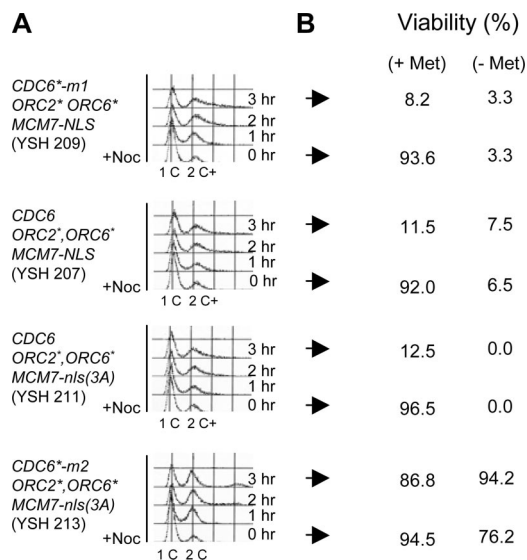 A
B
Viability (%)
(+ Met) (- Met)
CDC6*-m1
ORC2* ORC6*
MCM7-NLS
(YSH 209)
+Noc
3 hr
2 hr
1 hr
0 hr
1 C 2 C+
8.2 3.3
93.6 3.3
CDC6
ORC2*,ORC6*
MCM7-NLS
(YSH 207)
+Noc
3 hr
2 hr
1 hr
0 hr
1 C 2 C+
11.5 7.5
92.0 6.5
CDC6
ORC2*,ORC6*
MCM7-nls(3A)
(YSH 211)
+Noc
3 hr
2 hr
1 hr
0 hr
1 C 2 C+
12.5 0.0
96.5 0.0
CDC6*-m2
ORC2*,ORC6*
MCM7-nls(3A)
(YSH 213)
+Noc
3 hr
2 hr
1 hr
0 hr
1 C 2 C
86.8 94.2
94.5 76.2